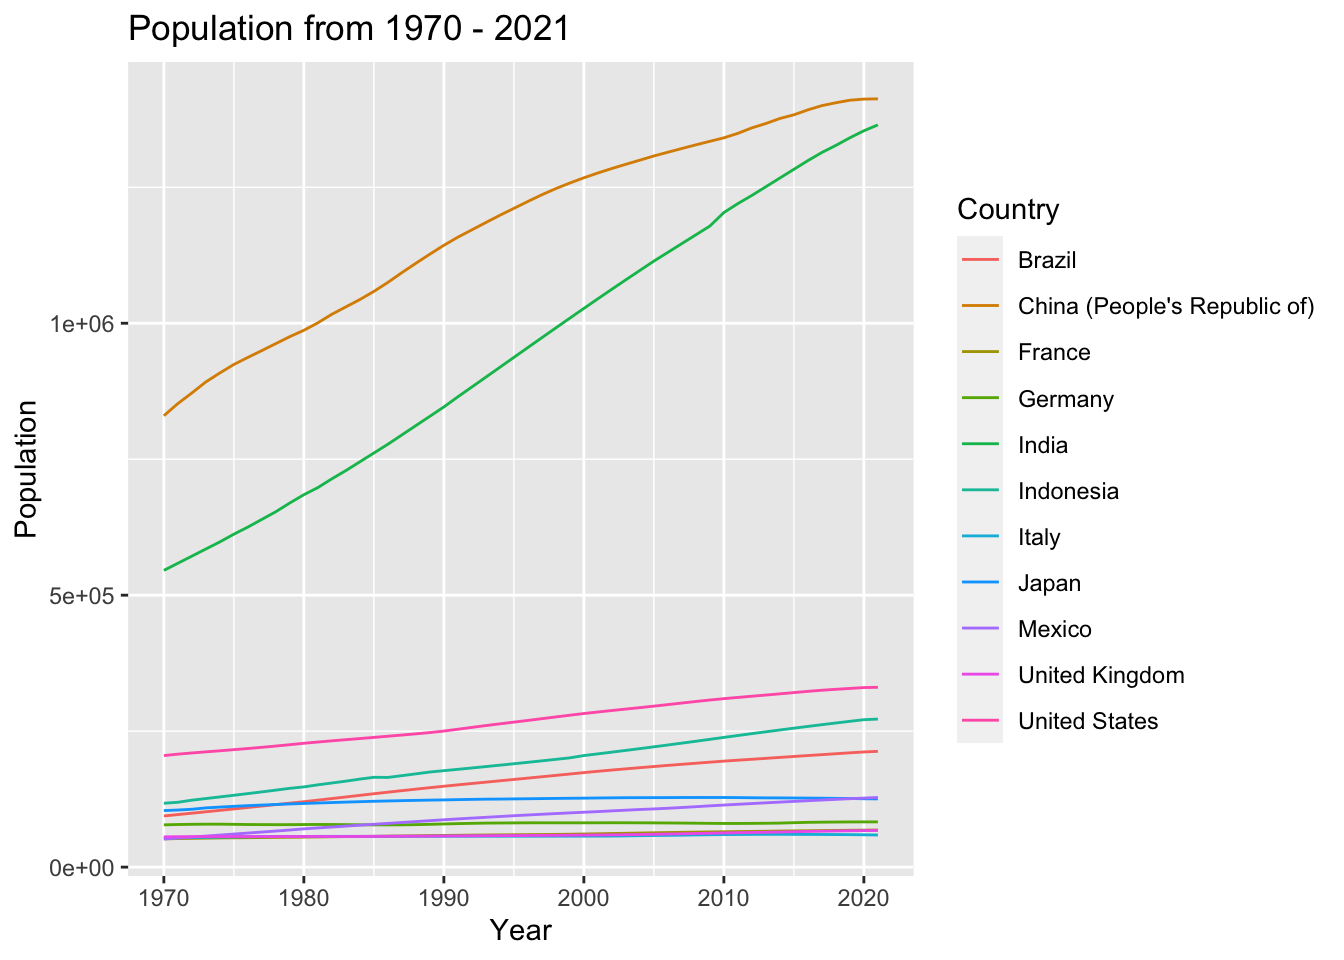 Population from 1970 - 2021
Population
1e+06
5e+05
0e+00
1970 1980 1990 2000 2010 2020
Year
Country
Brazil
China (People's Republic of)
France
Germany
India
Indonesia
Italy
Japan
Mexico
United Kingdom
United States